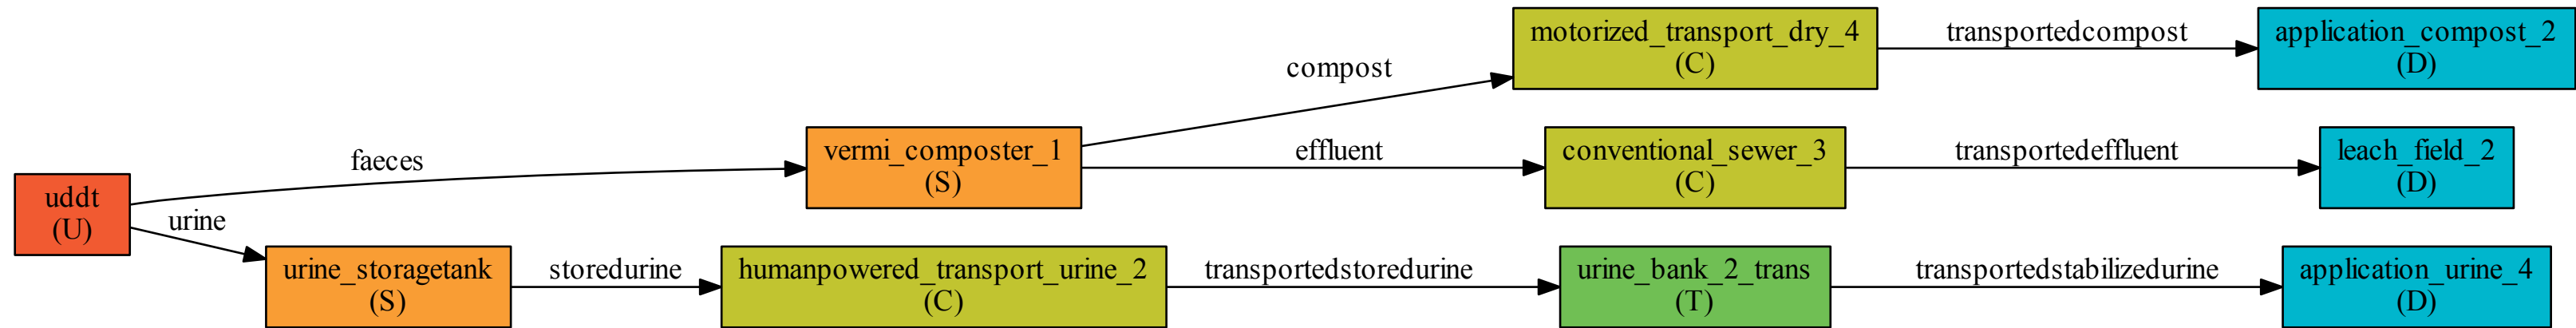 motorized_transport_dry_4
(C)
transportedcompost
application_compost_2
(D)
compost
vermi_composter_1
(S)
effluent
conventional_sewer_3
(C)
transportedeffluent
leach_field_2
(D)
faeces
uddt
(U)
urine
urine_storagetank
(S)
storedurine
humanpowered_transport_urine_2
(C)
transportedstoredurine
urine_bank_2_trans
(T)
transportedstabilizedurine
application_urine_4
(D)